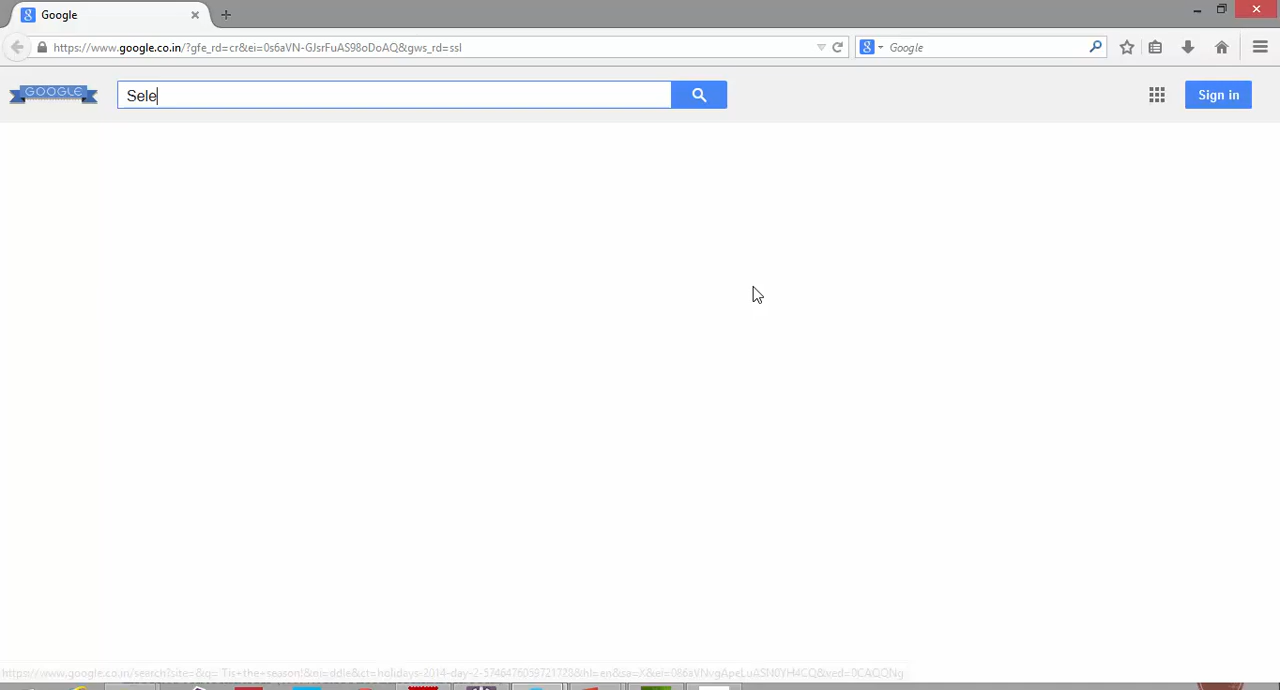 Google
https://www.google.co.in/?gfe_rd=cr&ei=0s6aVN-GJsrFuAS98oDoAQ&gws_rd=ssl
Google
GOOGLE
Sele
Sign in